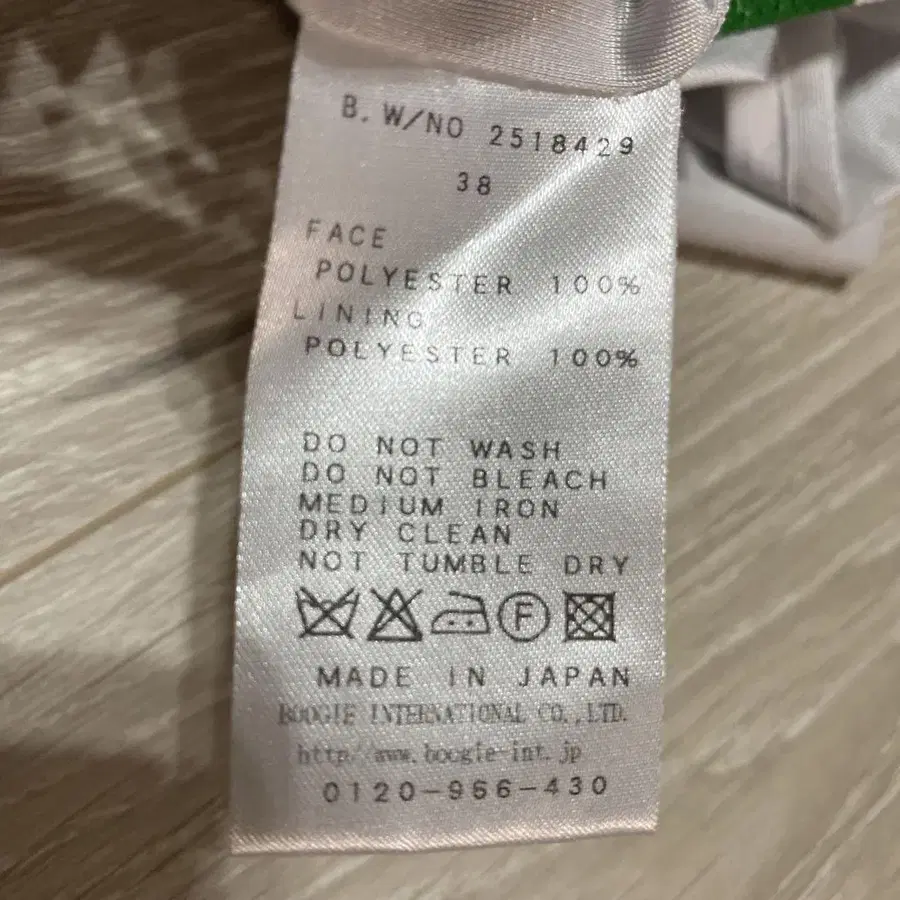 B. W/NO 2518429
38
FACE
POLYESTER 100%
LINING
POLYESTER 100%
DO NOT WASH
DO NOT BLEACH
MEDIUM IRON
DRY CLEAN
NOT TUMBLE DRY
F
MADE IN JAPAN
BOOGIE INTERNATIONAL CO.,LTD.
http//www.boogie-int.jp
0120-966-430